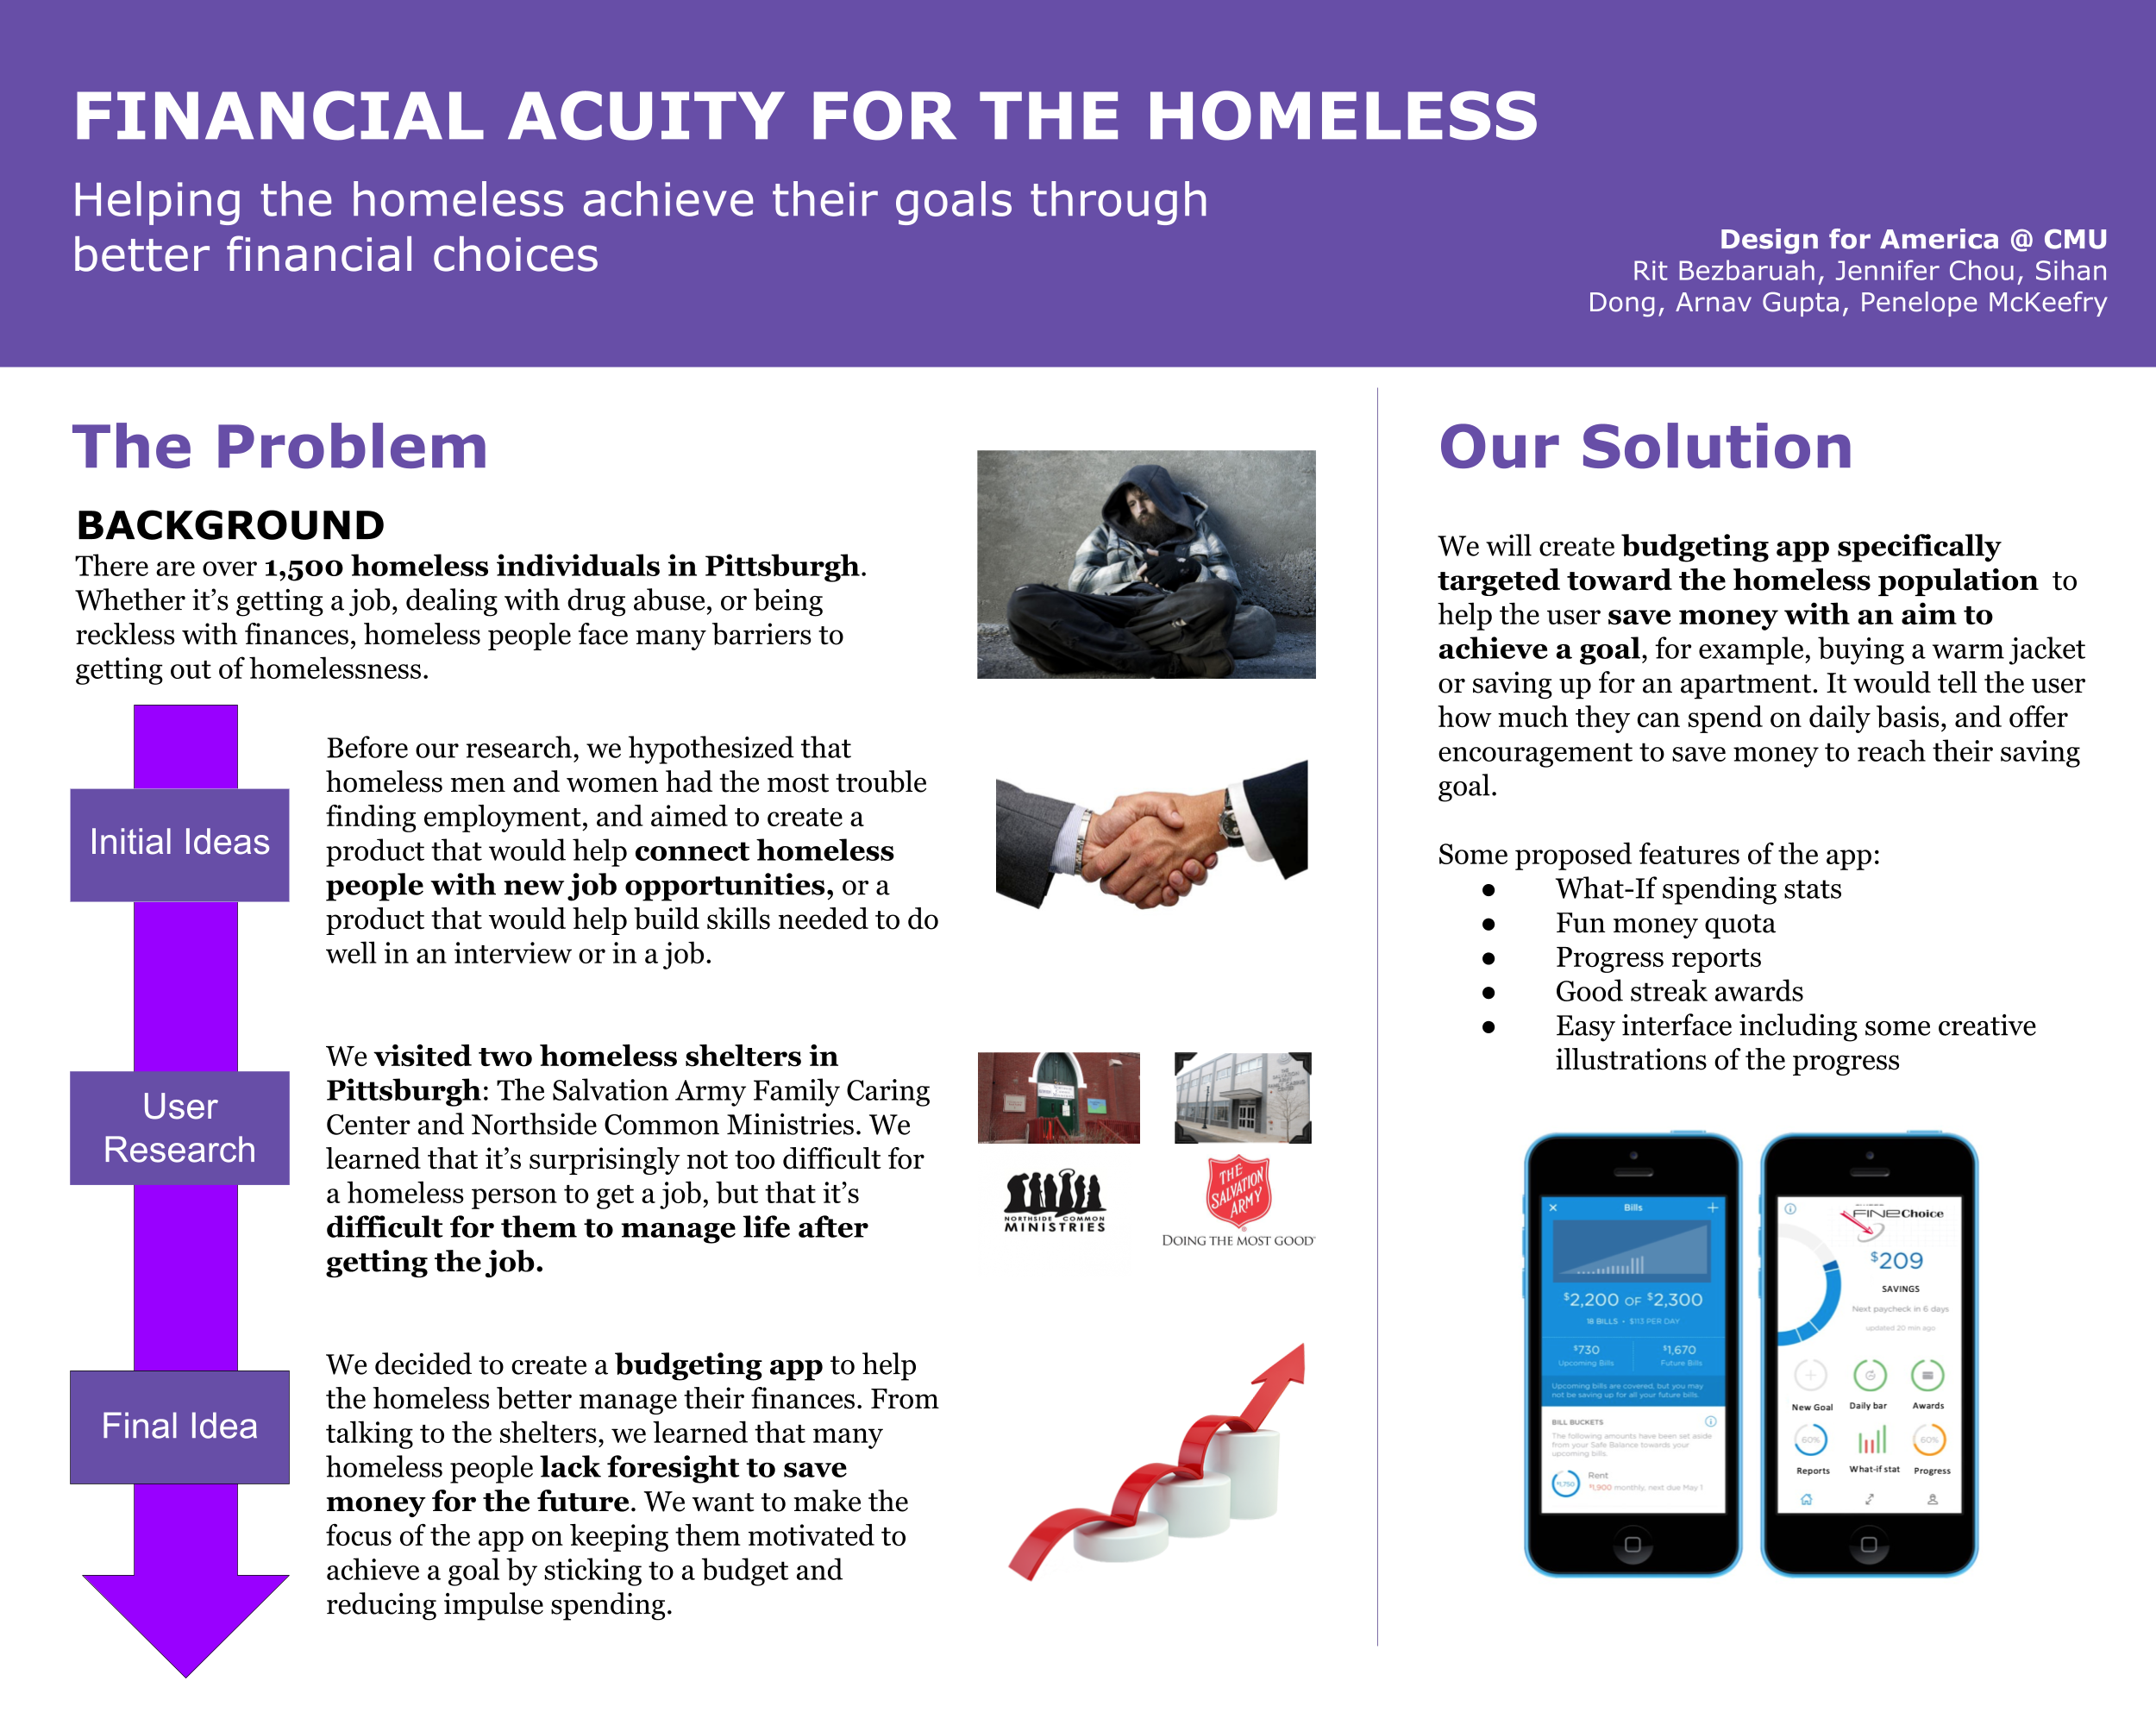 FINANCIAL ACUITY FOR THE HOMELESS
Helping the homeless achieve their goals through
better financial choices
Design for America @ CMU
Rit Bezbaruah, Jennifer Chou, Sihan
Dong, Arnav Gupta, Penelope McKeefry
The Problem
BACKGROUND
There are over 1,500 homeless individuals in Pittsburgh.
Whether it's getting a job, dealing with drug abuse, or being
reckless with finances, homeless people face many barriers to
getting out of homelessness.
Initial Ideas
Before our research, we hypothesized that
homeless men and women had the most trouble
finding employment, and aimed to create a
product that would help connect homeless
people with new job opportunities, or a
product that would help build skills needed to do
well in an interview or in a job.
User
Research
We visited two homeless shelters in
Pittsburgh: The Salvation Army Family Caring
Center and Northside Common Ministries. We
learned that it's surprisingly not too difficult for
a homeless person to get a job, but that it's
difficult for them to manage life after
getting the job.
NORTHSIDE COMMON
MINISTRIES
THE
SALVATION
ARMY
DOING THE MOST GOOD
Final Idea
We decided to create a budgeting app to help
the homeless better manage their finances. From
talking to the shelters, we learned that many
homeless people lack foresight to save
money for the future. We want to make the
focus of the app on keeping them motivated to
achieve a goal by sticking to a budget and
reducing impulse spending.
Our Solution
We will create budgeting app specifically
targeted toward the homeless population to
help the user save money with an aim to
achieve a goal, for example, buying a warm jacket
or saving up for an apartment. It would tell the user
how much they can spend on daily basis, and offer
encouragement to save money to reach their saving
goal.
Some proposed features of the app:
● What-If spending stats
● Fun money quota
● Progress reports
● Good streak awards
● Easy interface including some creative
illustrations of the progress
Bills
$2,200 OF $2,300
18 BILLS • $113 PER DAY
$730
Upcoming Bills
$1,670
Future Bills
Upcoming bills are covered, but you may
not be saving up for all your future bills.
BILL BUCKETS
The following amounts have been set aside
from your Safe Balance towards your
upcoming bills.
$1,750
Rent
$1,900 monthly, next due May 1
FINEChoice
$209
SAVINGS
Next paycheck in 6 days
updated 20 min ago
New Goal
Daily bar
Awards
60%
60%
Reports
What-if stat
Progress